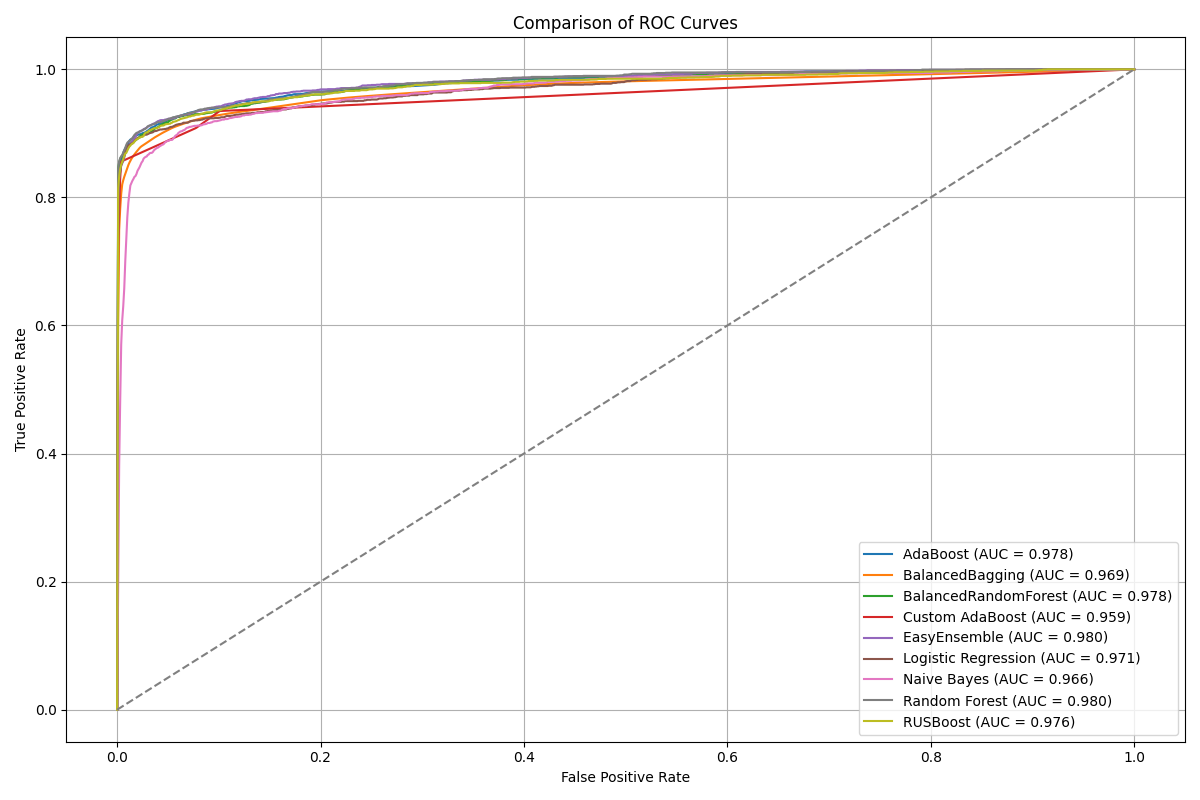 Comparison of ROC Curves
True Positive Rate
1.0
0.8
0.6
0.4
0.2
0.0
AdaBoost (AUC = 0.978)
BalancedBagging (AUC = 0.969)
BalancedRandomForest (AUC = 0.978)
Custom AdaBoost (AUC = 0.959)
EasyEnsemble (AUC = 0.980)
Logistic Regression (AUC = 0.971)
Naive Bayes (AUC = 0.966)
Random Forest (AUC = 0.980)
RUSBoost (AUC = 0.976)
0.0 0.2 0.4 0.6 0.8 1.0
False Positive Rate